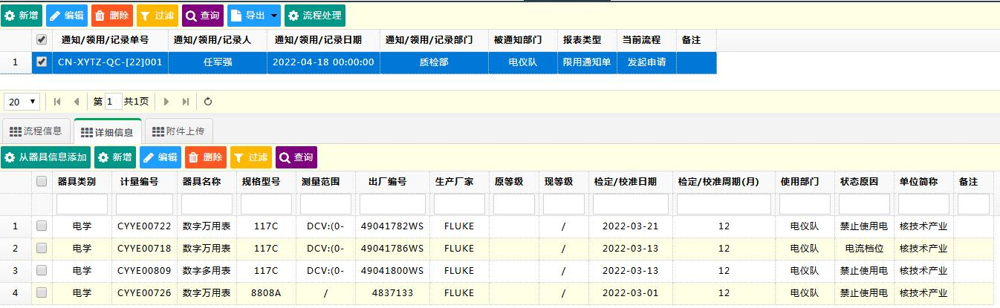 新增 编辑 删除 过滤 查询 导出 流程处理
通知/领用/记录单号 通知/领用/记录人 通知/领用/记录日期 通知/领用/记录部门 被通知部门 报表类型 当前流程 备注
1 CN-XYTZ-QC-[22]001 任军强 2022-04-18 00:00:00 质检部 电仪队 限用通知单 发起申请
20 第 1 共1页
流程信息 详细信息 附件上传
从器具信息添加 新增 编辑 删除 过滤 查询
器具类别 计量编号 器具名称 规格型号 测量范围 出厂编号 生产厂家 原等级 现等级 检定/校准日期 检定/校准周期(月) 使用部门 状态原因 单位简称 备注
1 电学 CYYE00722 数字万用表 117C DCV:(0- 49041782WS FLUKE / 2022-03-21 12 电仪队 禁止使用电 核技术产业
2 电学 CYYE00718 数字万用表 117C DCV:(0- 49041786WS FLUKE / 2022-03-13 12 电仪队 电流档位 核技术产业
3 电学 CYYE00809 数字多用表 117C DCV:(0- 49041800WS FLUKE / 2022-03-13 12 电仪队 禁止使用电 核技术产业
4 电学 CYYE00726 数字万用表 8808A / 4837133 FLUKE / 2022-03-01 12 电仪队 禁止使用电 核技术产业